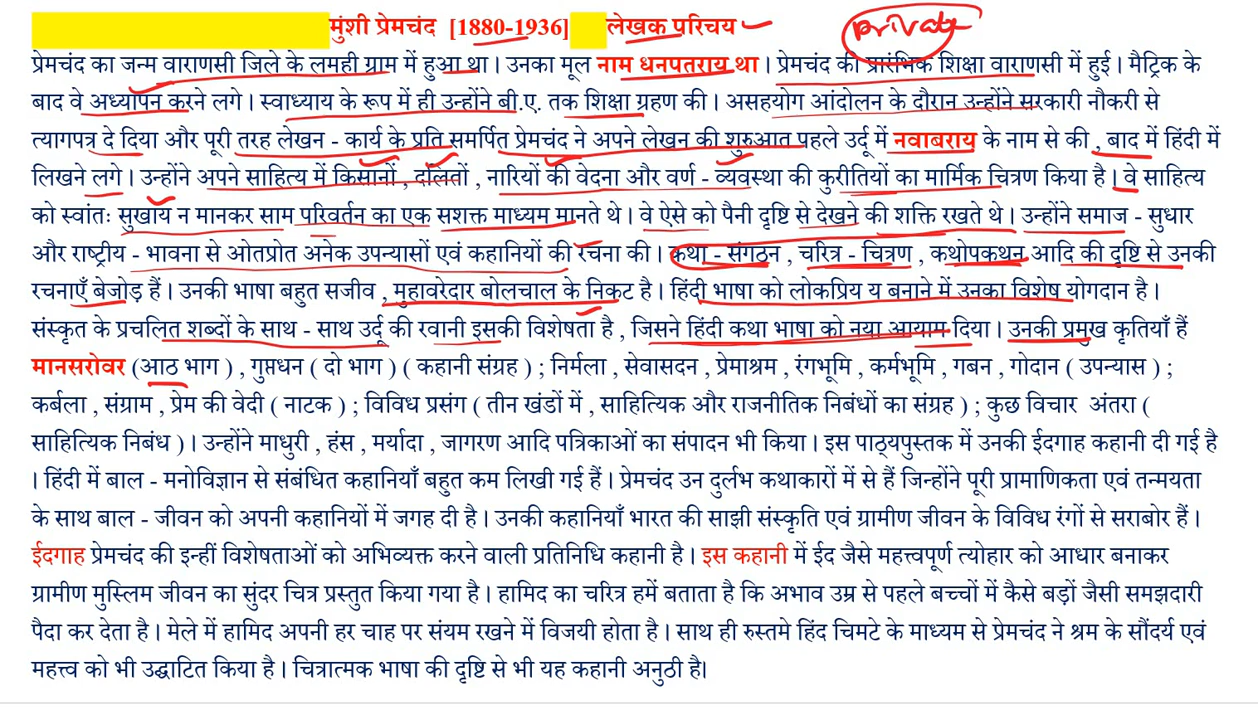 मुंशी प्रेमचंद [1880-1936] लेखक परिचय
private
प्रेमचंद का जन्म वाराणसी जिले के लमही ग्राम में हुआ था। उनका मूल नाम धनपतराय था। प्रेमचंद की प्रारंभिक शिक्षा वाराणसी में हुई। मैट्रिक के
बाद वे अध्यापन करने लगे। स्वाध्याय के रूप में ही उन्होंने बी.ए. तक शिक्षा ग्रहण की। असहयोग आंदोलन के दौरान उन्होंने सरकारी नौकरी से
त्यागपत्र दे दिया और पूरी तरह लेखन - कार्य के प्रति समर्पित प्रेमचंद ने अपने लेखन की शुरुआत पहले उर्दू में नवाबराय के नाम से की , बाद में हिंदी में
लिखने लगे। उन्होंने अपने साहित्य में किसानों , दलितों , नारियों की वेदना और वर्ण - व्यवस्था की कुरीतियों का मार्मिक चित्रण किया है। वे साहित्य
को स्वांतः सुखाय न मानकर साम परिवर्तन का एक सशक्त माध्यम मानते थे। वे ऐसे को पैनी दृष्टि से देखने की शक्ति रखते थे। उन्होंने समाज - सुधार
और राष्ट्रीय - भावना से ओतप्रोत अनेक उपन्यासों एवं कहानियों की रचना की। कथा - संगठन , चरित्र - चित्रण , कथोपकथन आदि की दृष्टि से उनकी
रचनाएँ बेजोड़ हैं। उनकी भाषा बहुत सजीव , मुहावरेदार बोलचाल के निकट है। हिंदी भाषा को लोकप्रिय य बनाने में उनका विशेष योगदान है।
संस्कृत के प्रचलित शब्दों के साथ - साथ उर्दू की रवानी इसकी विशेषता है , जिसने हिंदी कथा भाषा को नया आयाम दिया। उनकी प्रमुख कृतियाँ हैं
मानसरोवर (आठ भाग) , गुप्तधन ( दो भाग) ( कहानी संग्रह) ; निर्मला , सेवासदन , प्रेमाश्रम , रंगभूमि , कर्मभूमि , गबन , गोदान ( उपन्यास ) ;
कर्बला , संग्राम , प्रेम की वेदी ( नाटक) ; विविध प्रसंग ( तीन खंडों में , साहित्यिक और राजनीतिक निबंधों का संग्रह) ; कुछ विचार अंतरा (
साहित्यिक निबंध )। उन्होंने माधुरी , हंस , मर्यादा , जागरण आदि पत्रिकाओं का संपादन भी किया। इस पाठ्यपुस्तक में उनकी ईदगाह कहानी दी गई है
। हिंदी में बाल - मनोविज्ञान से संबंधित कहानियाँ बहुत कम लिखी गई हैं। प्रेमचंद उन दुर्लभ कथाकारों में से हैं जिन्होंने पूरी प्रामाणिकता एवं तन्मयता
के साथ बाल - जीवन को अपनी कहानियों में जगह दी है। उनकी कहानियाँ भारत की साझी संस्कृति एवं ग्रामीण जीवन के विविध रंगों से सराबोर हैं।
ईदगाह प्रेमचंद की इन्हीं विशेषताओं को अभिव्यक्त करने वाली प्रतिनिधि कहानी है। इस कहानी में ईद जैसे महत्त्वपूर्ण त्योहार को आधार बनाकर
ग्रामीण मुस्लिम जीवन का सुंदर चित्र प्रस्तुत किया गया है। हामिद का चरित्र हमें बताता है कि अभाव उम्र से पहले बच्चों में कैसे बड़ों जैसी समझदारी
पैदा कर देता है। मेले में हामिद अपनी हर चाह पर संयम रखने में विजयी होता है। साथ ही रुस्तमे हिंद चिमटे के माध्यम से प्रेमचंद ने श्रम के सौंदर्य एवं
महत्त्व को भी उद्घाटित किया है। चित्रात्मक भाषा की दृष्टि से भी यह कहानी अनुठी है।